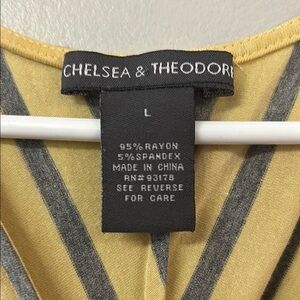 CHELSEA & THEODORE
L
95% RAYON
5% SPANDEX
MADE IN CHINA
RN# 93178
SEE REVERSE
FOR CARE